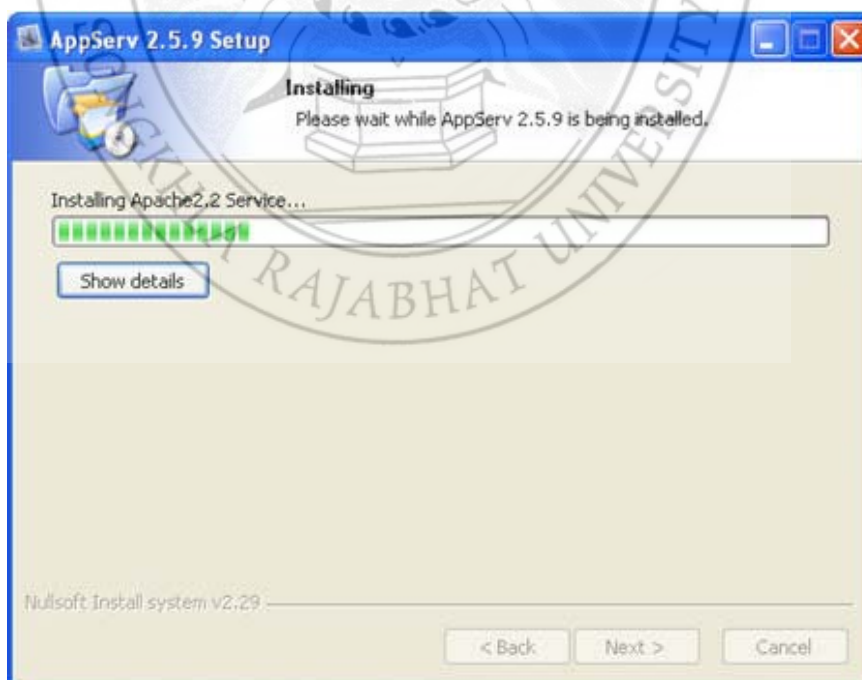 AppServ 2.5.9 Setup
Installing
Please wait while AppServ 2.5.9 is being installed.
Installing Apache2.2 Service...
Show details
RAJABHAT UNIVERSITY
Nullsoft Install system v2.29
< Back
Next >
Cancel